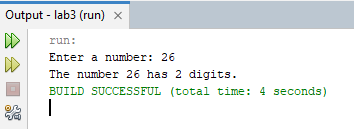 Output - lab3 (run)
run:
Enter a number: 26
The number 26 has 2 digits.
BUILD SUCCESSFUL (total time: 4 seconds)